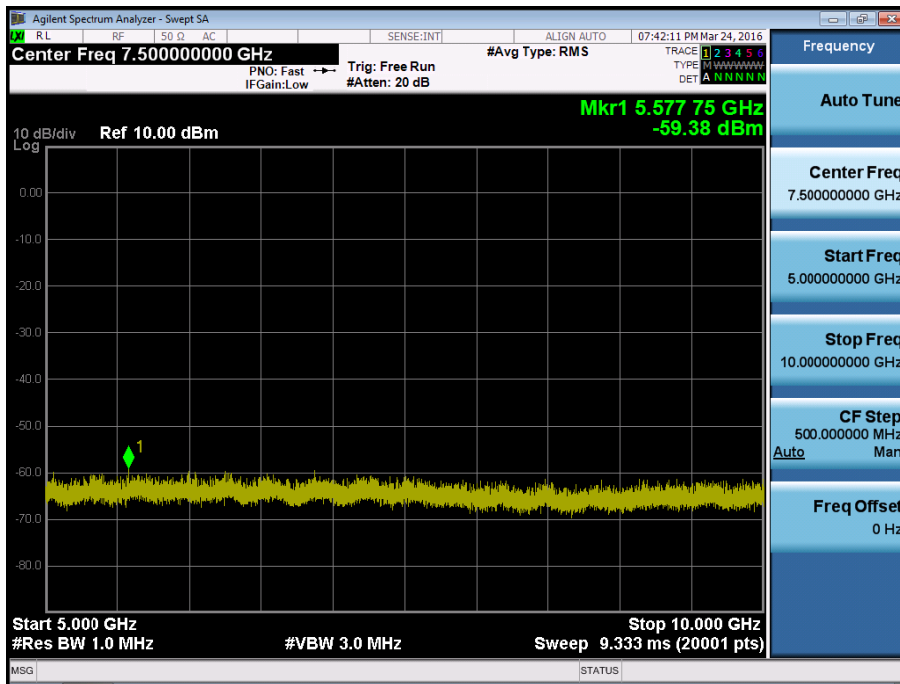 Agilent Spectrum Analyzer - Swept SA
LXI RL RF 50 Ω AC SENSE:INT ALIGN AUTO 07:42:11 PM Mar 24, 2016
Center Freq 7.500000000 GHz
PNO: Fast
IFGain:Low
Trig: Free Run
#Atten: 20 dB
#Avg Type: RMS
TRACE 1 2 3 4 5 6
TYPE M WWWWW
DET A N N N N N
Mkr1 5.577 75 GHz
-59.38 dBm
10 dB/div
Log
Ref 10.00 dBm
0.00
-10.0
-20.0
-30.0
-40.0
-50.0
-60.0
-70.0
-80.0
1
Start 5.000 GHz
Stop 10.000 GHz
#Res BW 1.0 MHz
#VBW 3.0 MHz
Sweep 9.333 ms (20001 pts)
MSG
STATUS
Frequency
Auto Tune
Center Freq
7.500000000 GHz
Start Freq
5.000000000 GHz
Stop Freq
10.000000000 GHz
CF Step
500.000000 MHz
Auto Man
Freq Offset
0 Hz